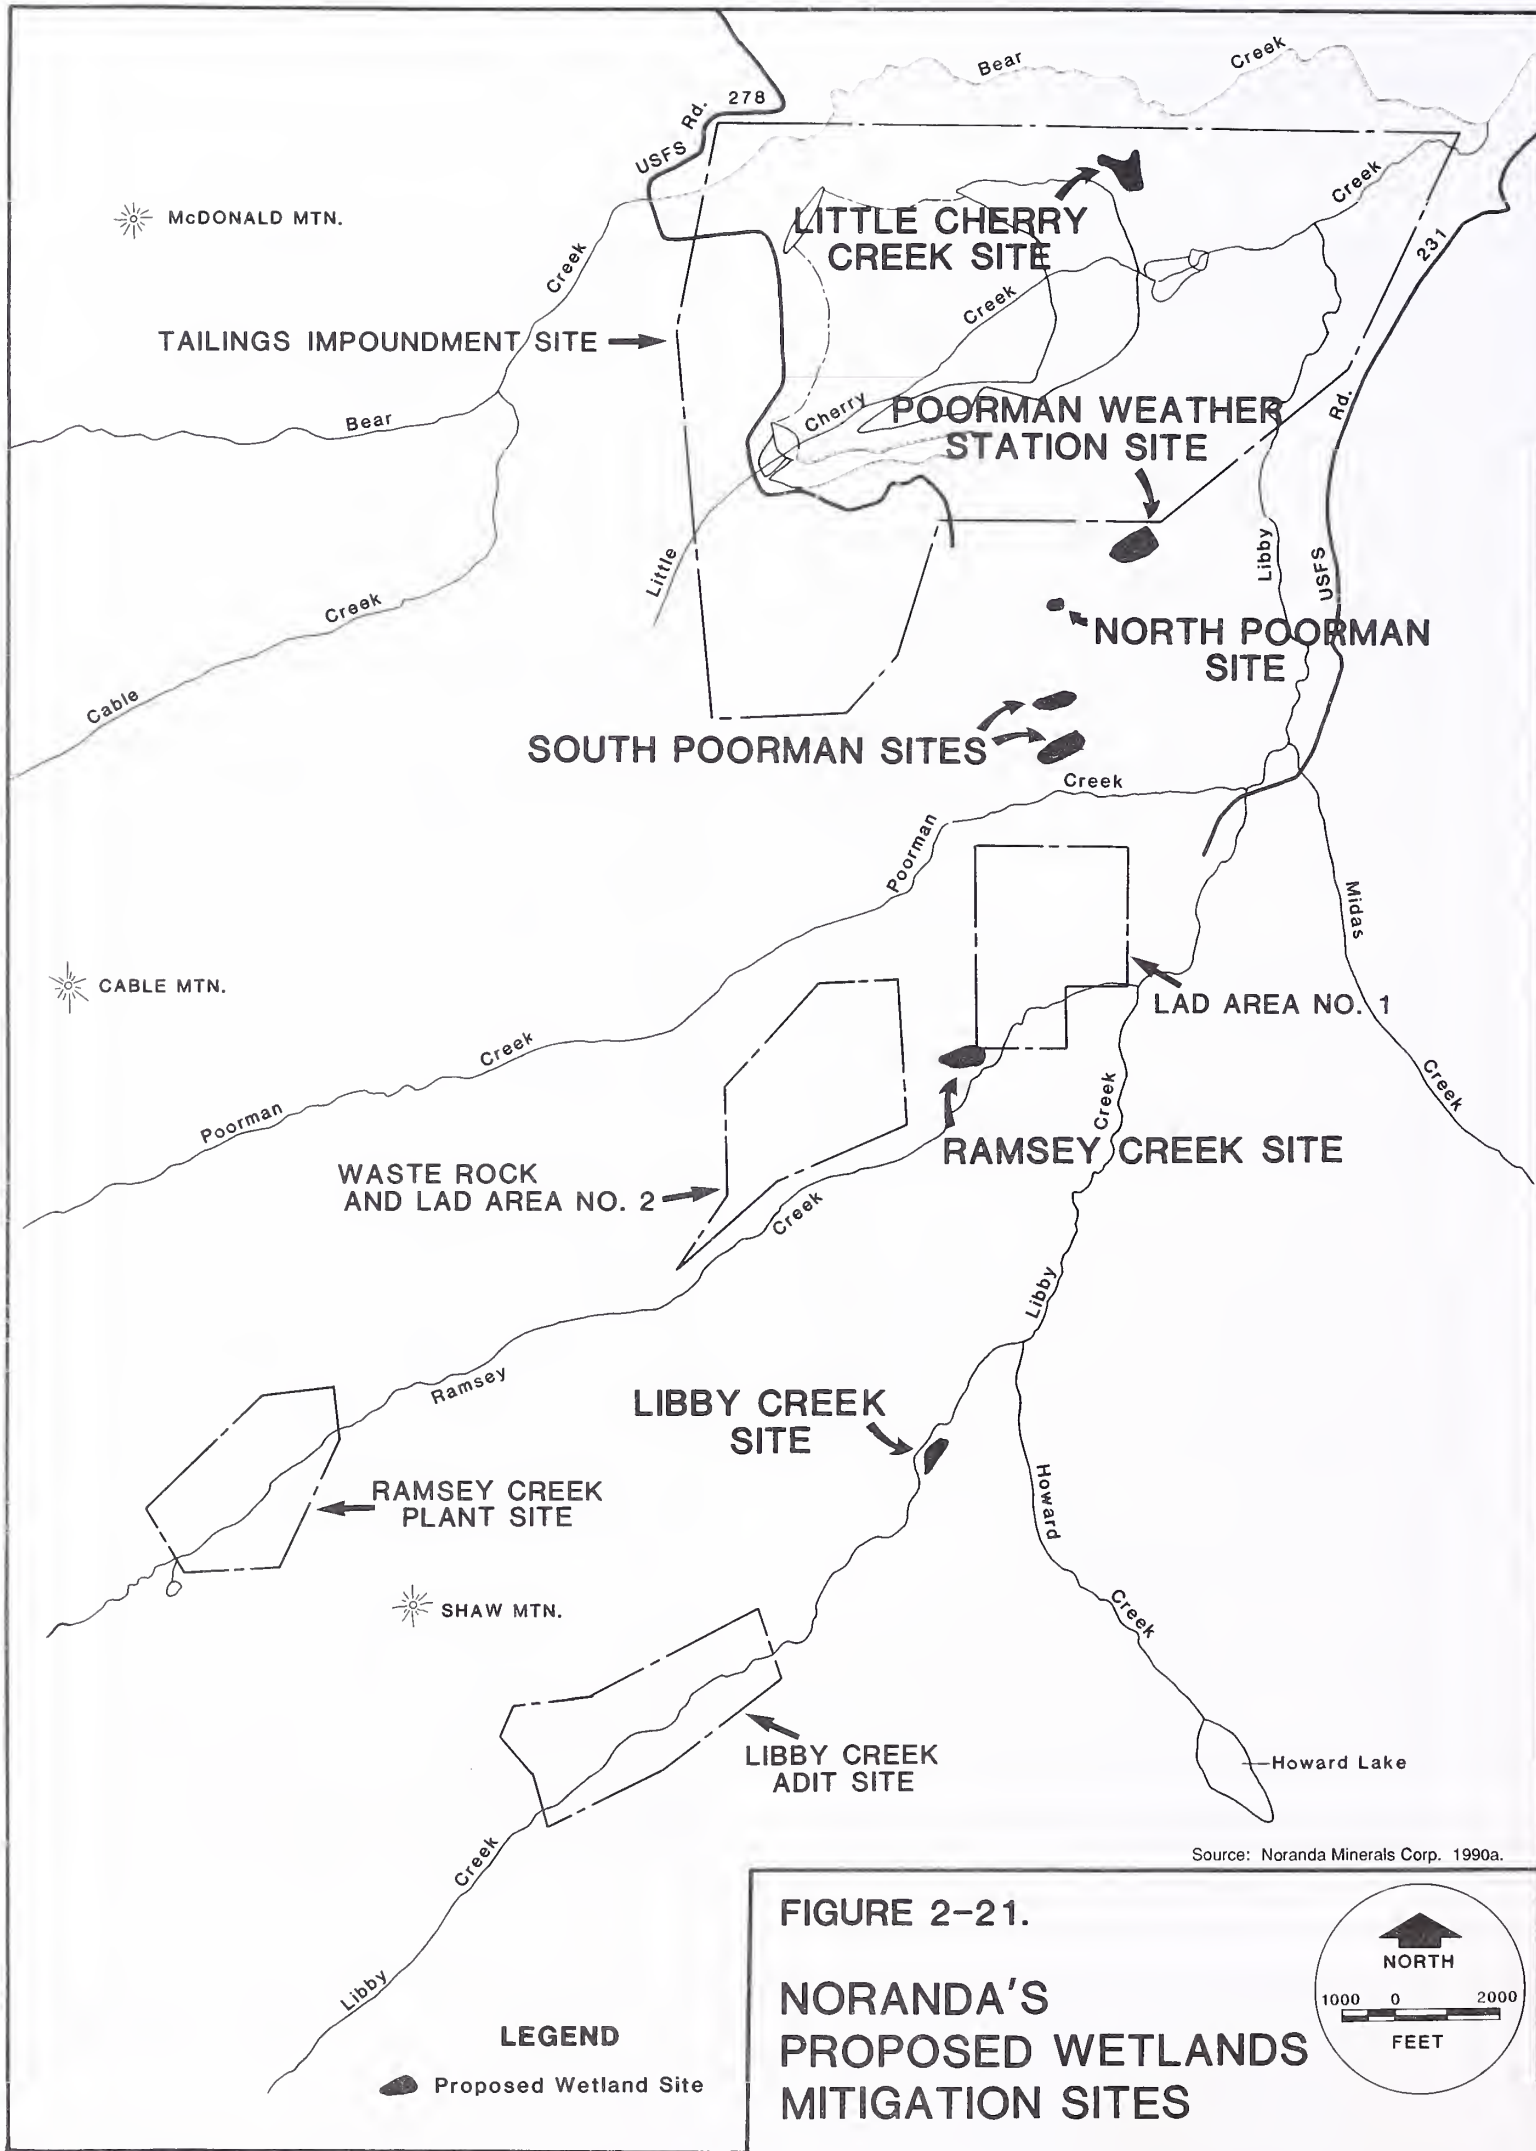 Bear
Creek
USFS Rd. 278
McDONALD MTN.
LITTLE CHERRY
CREEK SITE
Creek
Creek
Creek
231
TAILINGS IMPOUNDMENT SITE
Bear
Cherry
POORMAN WEATHER
STATION SITE
Rd.
Little
Libby
USFS
Creek
NORTH POORMAN
SITE
Cable
SOUTH POORMAN SITES
Creek
Poorman
Midas
CABLE MTN.
LAD AREA NO. 1
Creek
Creek
Creek
Poorman
RAMSEY CREEK SITE
WASTE ROCK
AND LAD AREA NO. 2
Creek
Libby
Ramsey
LIBBY CREEK
SITE
Howard
RAMSEY CREEK
PLANT SITE
SHAW MTN.
Creek
LIBBY CREEK
ADIT SITE
Howard Lake
Creek
Source: Noranda Minerals Corp. 1990a.
Libby
LEGEND
Proposed Wetland Site
FIGURE 2-21.
NORANDA'S
PROPOSED WETLANDS
MITIGATION SITES
NORTH
1000 0 2000
FEET